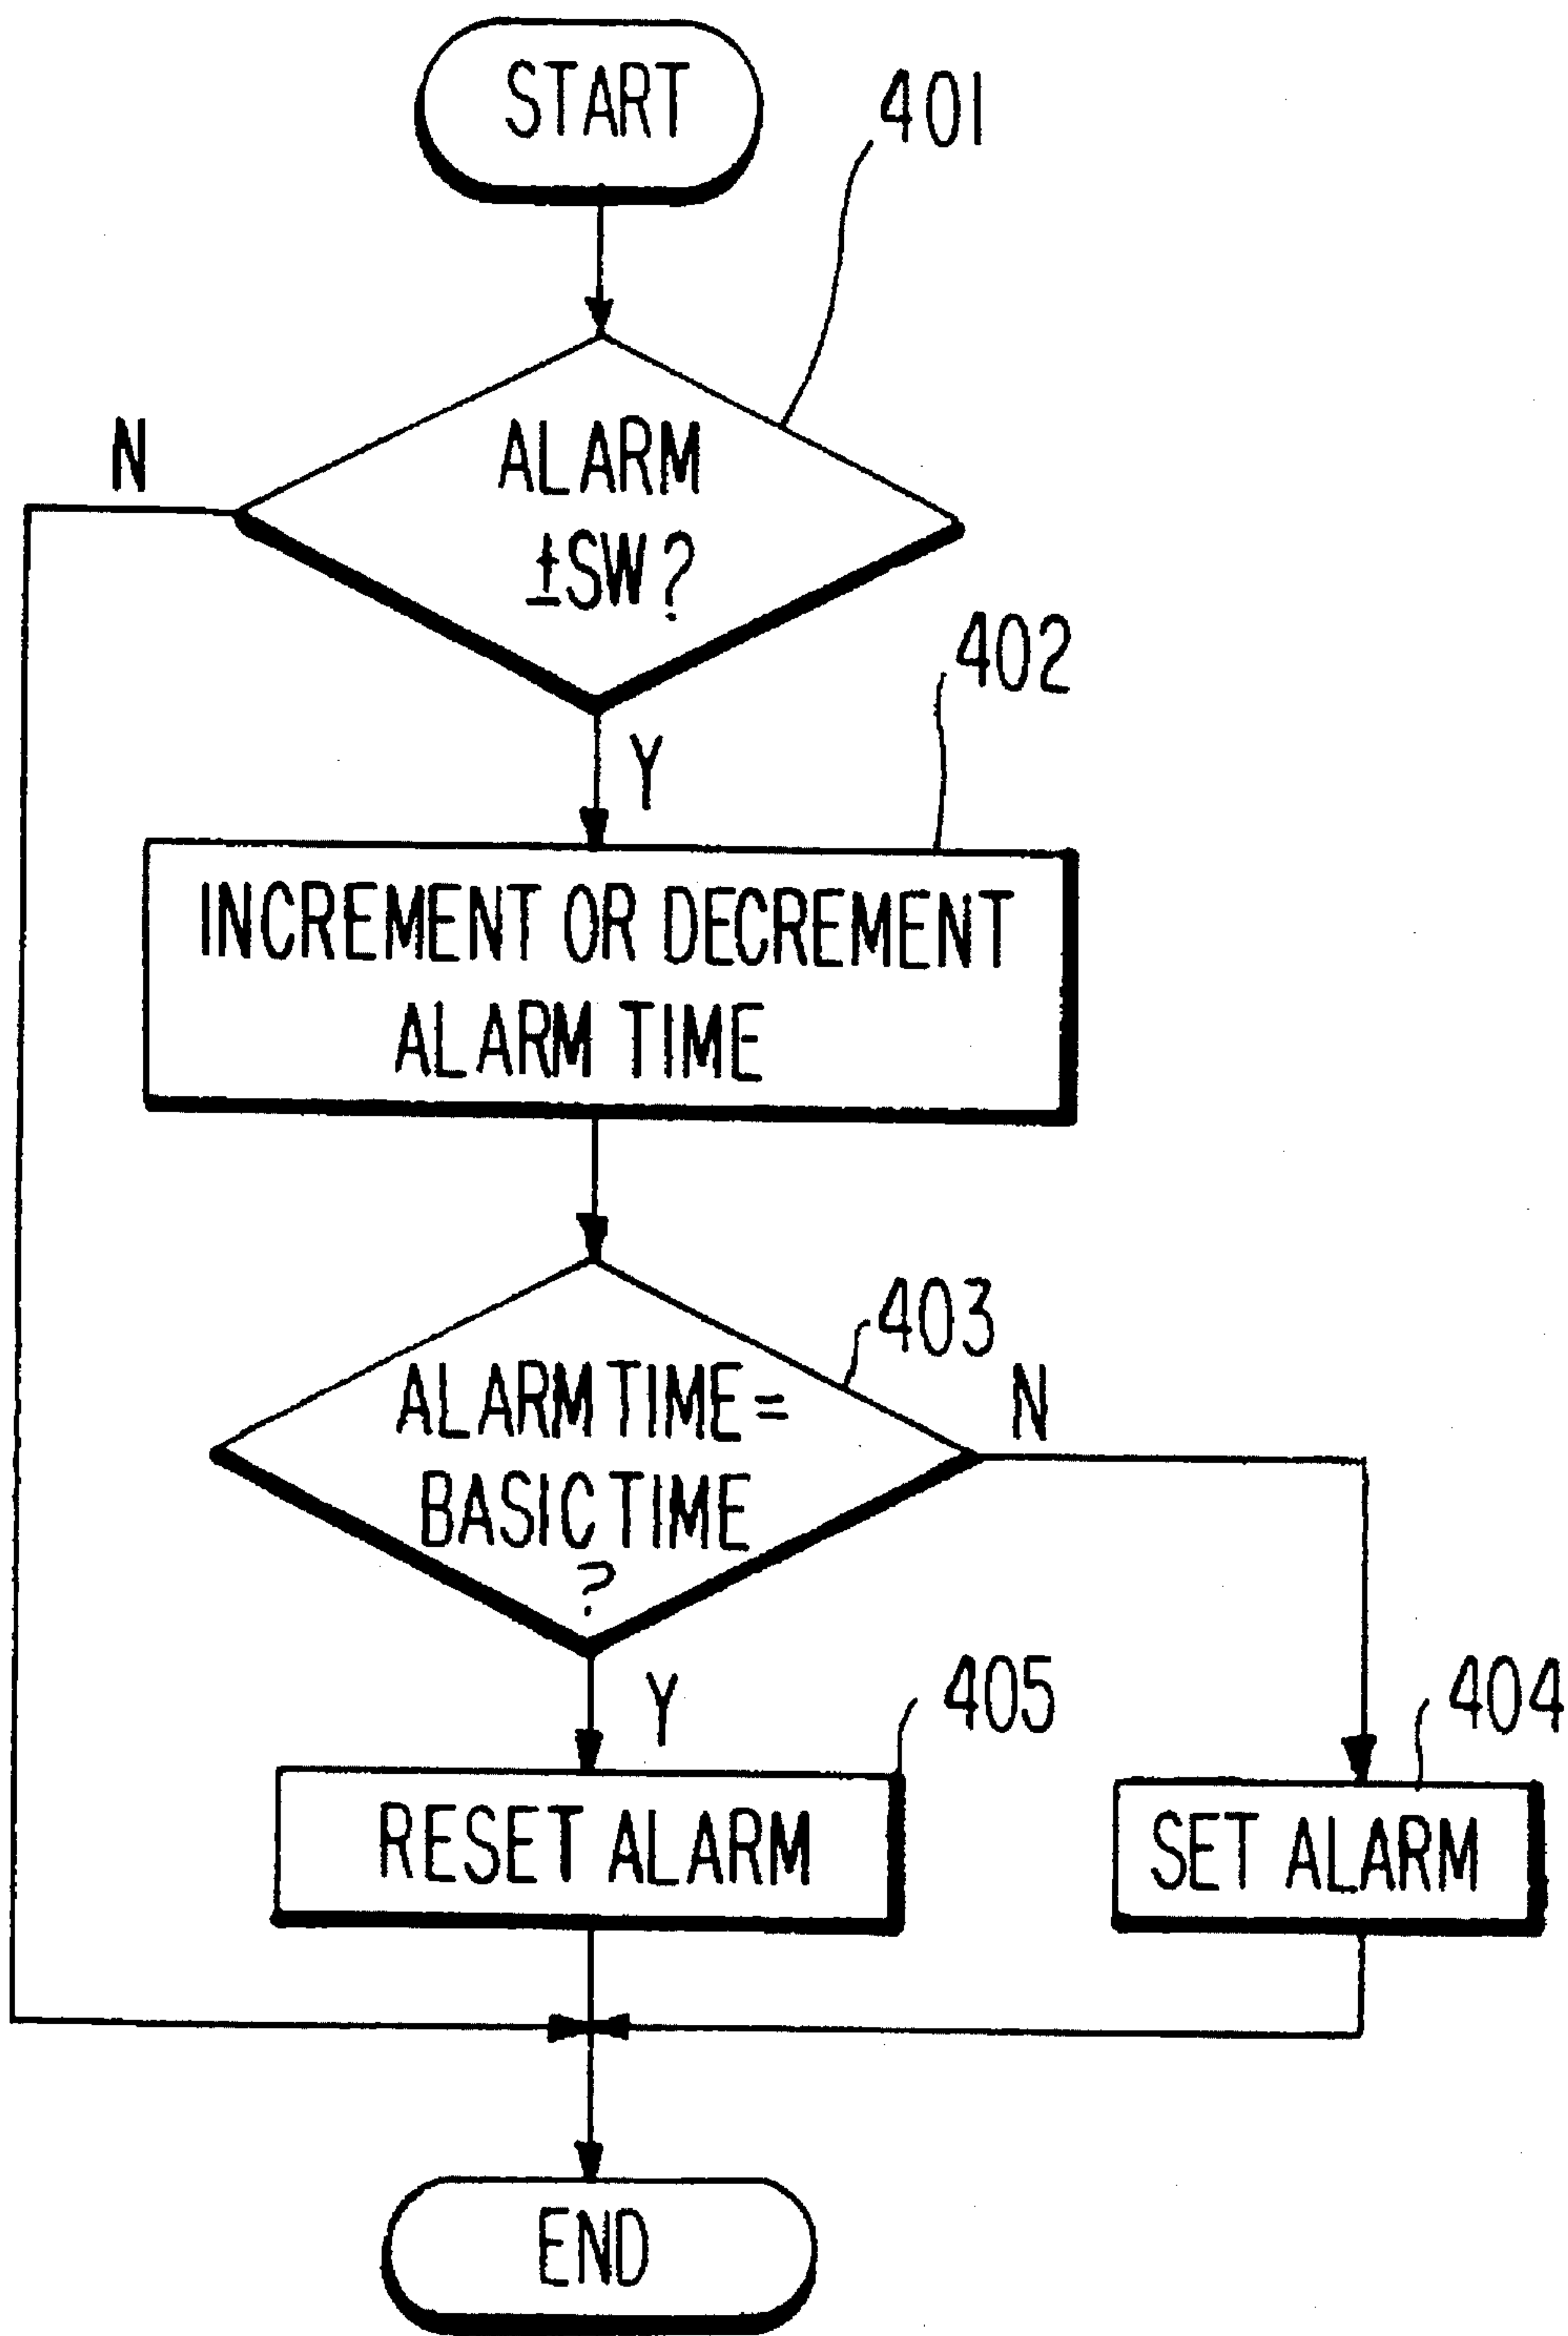 START
401
N
ALARM
±SW?
402
Y
INCREMENT OR DECREMENT
ALARM TIME
403
N
ALARM TIME =
BASIC TIME
?
Y
405
404
RESET ALARM
SET ALARM
END